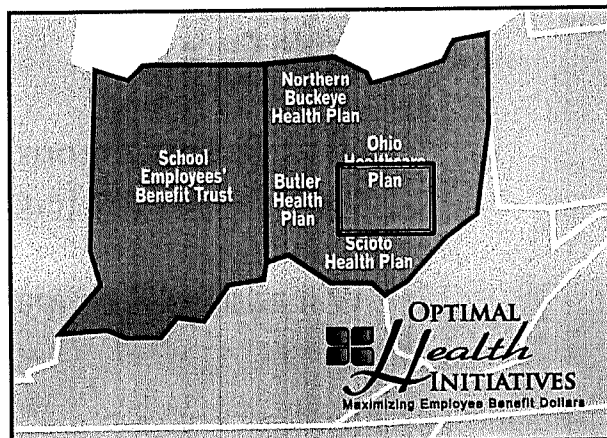 Northern
Buckeye
Health Plan
School
Employees'
Benefit Trust
Ohio
Healthcare
Plan
Butler
Health
Plan
Scioto
Health Plan
OPTIMAL
Health
INITIATIVES
Maximizing Employee Benefit Dollars